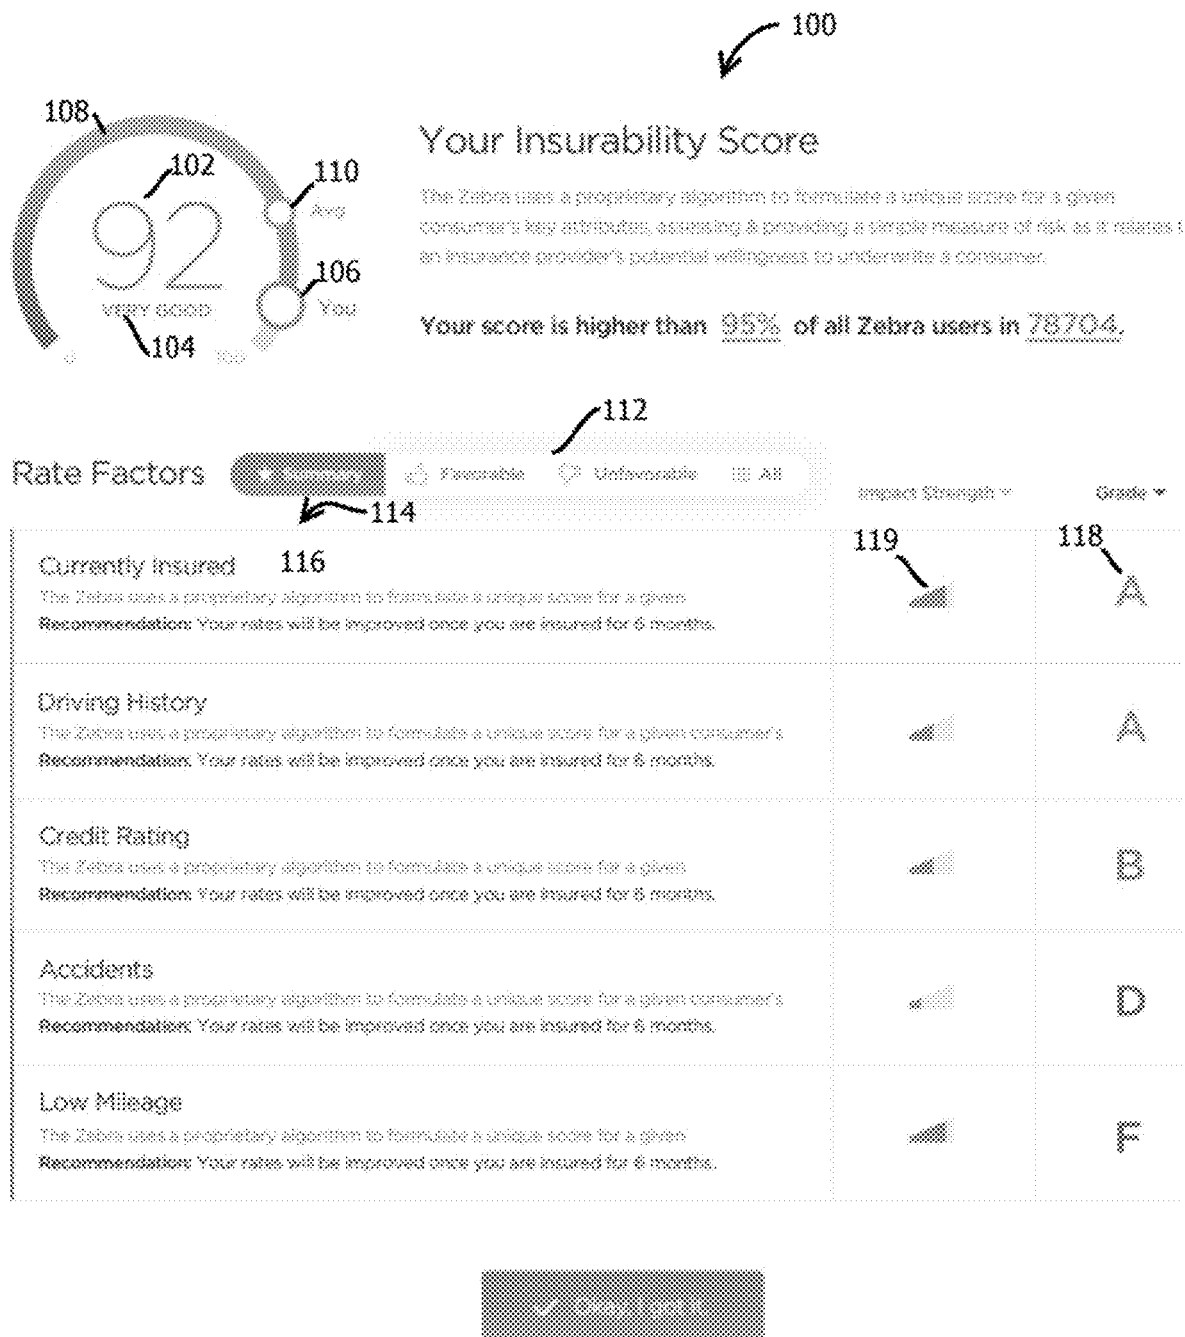 100
108
102
110
Your Insurability Score
92
Avg
The Zebra uses a proprietary algorithm to formulate a unique score for a given
consumer's key attributes, assessing & providing a simple measure of risk as it relates
an insurance provider's potential willingness to underwrite a consumer.
106
VERY GOOD
You
Your score is higher than 95% of all Zebra users in 78704.
104
0
100
112
Rate Factors
Favorable
Unfavorable
All
Impact Strength
Grade
114
Currently Insured
116
119
118
A
The Zebra uses a proprietary algorithm to formulate a unique score for a given
Recommendation: Your rates will be improved once you are insured for 6 months.
Driving History
A
The Zebra uses a proprietary algorithm to formulate a unique score for a given consumer's
Recommendation: Your rates will be improved once you are insured for 6 months.
Credit Rating
B
The Zebra uses a proprietary algorithm to formulate a unique score for a given
Recommendation: Your rates will be improved once you are insured for 6 months.
Accidents
D
The Zebra uses a proprietary algorithm to formulate a unique score for a given consumer's
Recommendation: Your rates will be improved once you are insured for 6 months.
Low Mileage
F
The Zebra uses a proprietary algorithm to formulate a unique score for a given
Recommendation: Your rates will be improved once you are insured for 6 months.